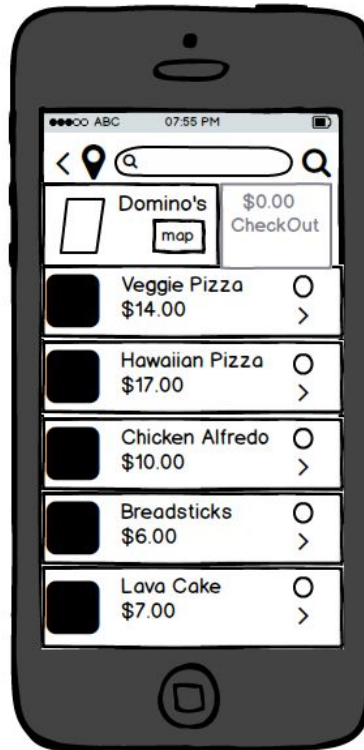 ABC 07:55 PM
Domino's
map
$0.00
CheckOut
Veggie Pizza
$14.00
Hawaiian Pizza
$17.00
Chicken Alfredo
$10.00
Breadsticks
$6.00
Lava Cake
$7.00